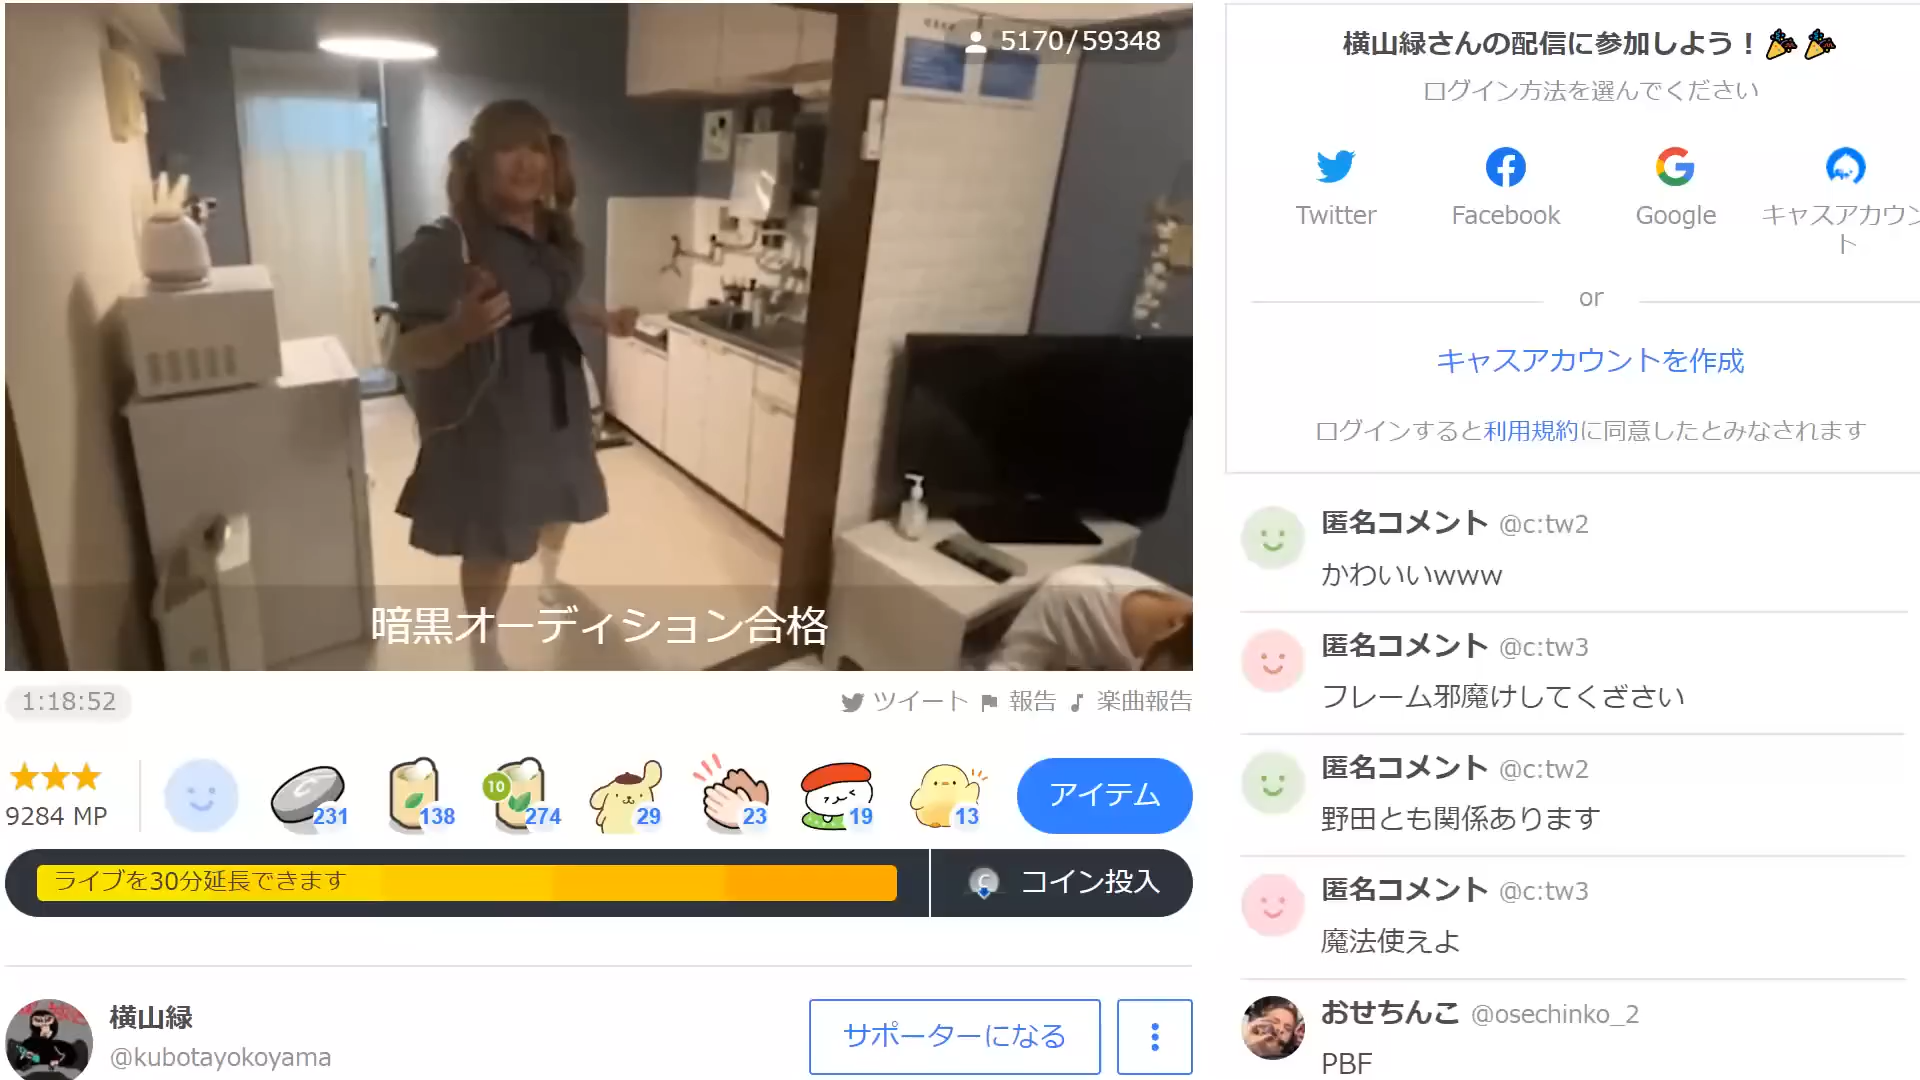 5170/59348
暗黒オーディション合格
1:18:52
ツイート 報告 楽曲報告
9284 MP
231
138
10
274
29
23
19
13
アイテム
ライブを30分延長できます
コイン投入
横山緑
@kubotayokoyama
サポーターになる
横山緑さんの配信に参加しよう！
ログイン方法を選んでください
Twitter
Facebook
Google
キャスアカウン
ト
or
キャスアカウントを作成
ログインすると利用規約に同意したとみなされます
匿名コメント @c:tw2
かわいいwww
匿名コメント @c:tw3
フレーム邪魔けしてくざさい
匿名コメント @c:tw2
野田とも関係あります
匿名コメント @c:tw3
魔法使えよ
おせちんこ @osechinko_2
PBF